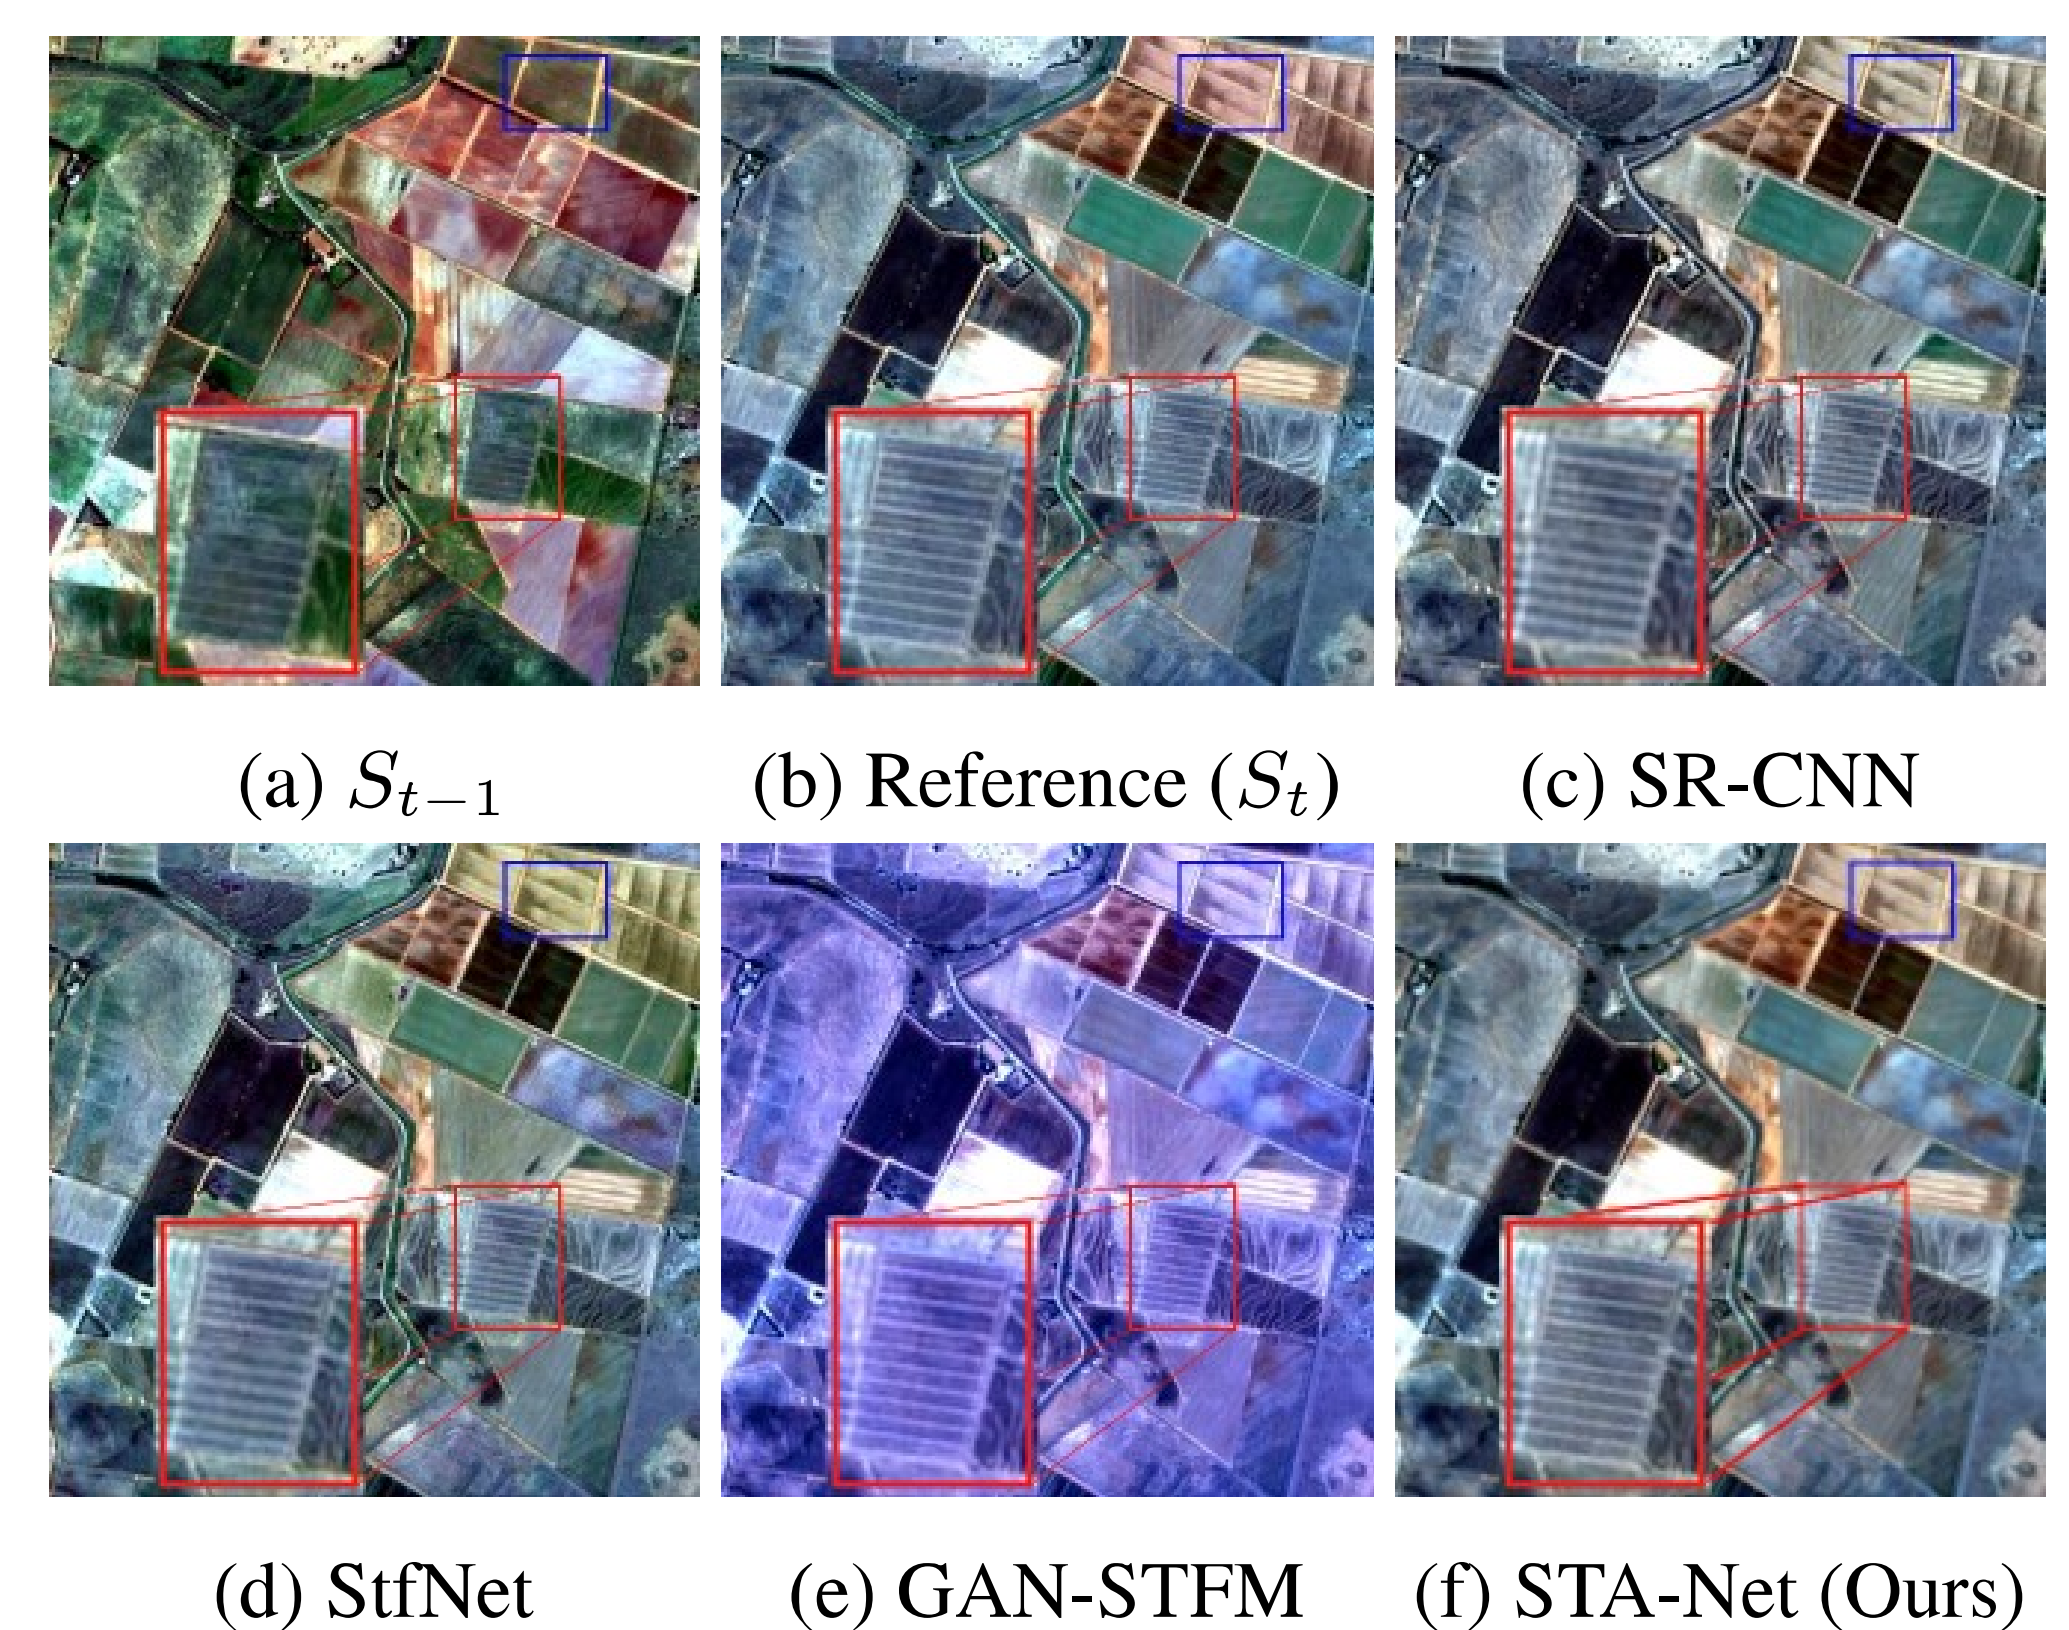 (a) S_{t−1}
(b) Reference (S_t)
(c) SR-CNN
(d) StfNet
(e) GAN-STFM
(f) STA-Net (Ours)